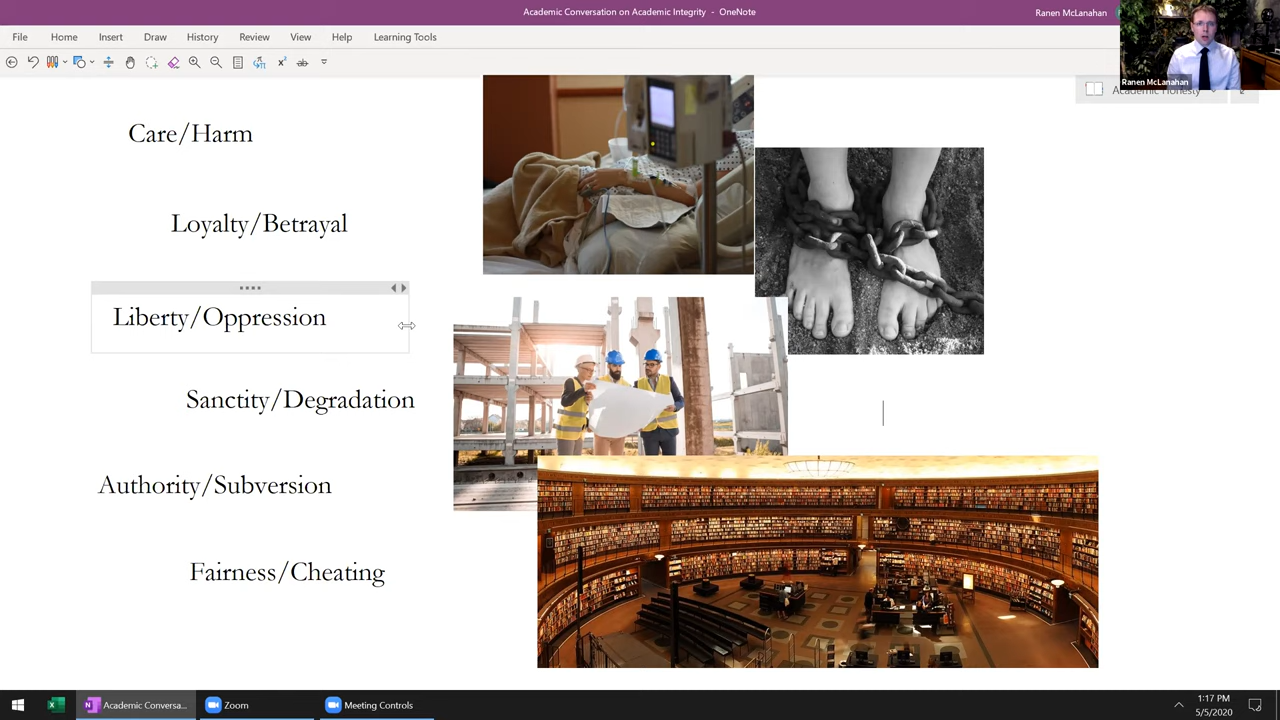 Academic Conversation on Academic Integrity - OneNote
Ranen McLanahan
File Home Insert Draw History Review View Help Learning Tools
Ranen McLanahan
Academic Honesty
Care/Harm
Loyalty/Betrayal
Liberty/Oppression
Sanctity/Degradation
Authority/Subversion
Fairness/Cheating
Academic Conversa...
Zoom
Meeting Controls
1:17 PM
5/5/2020